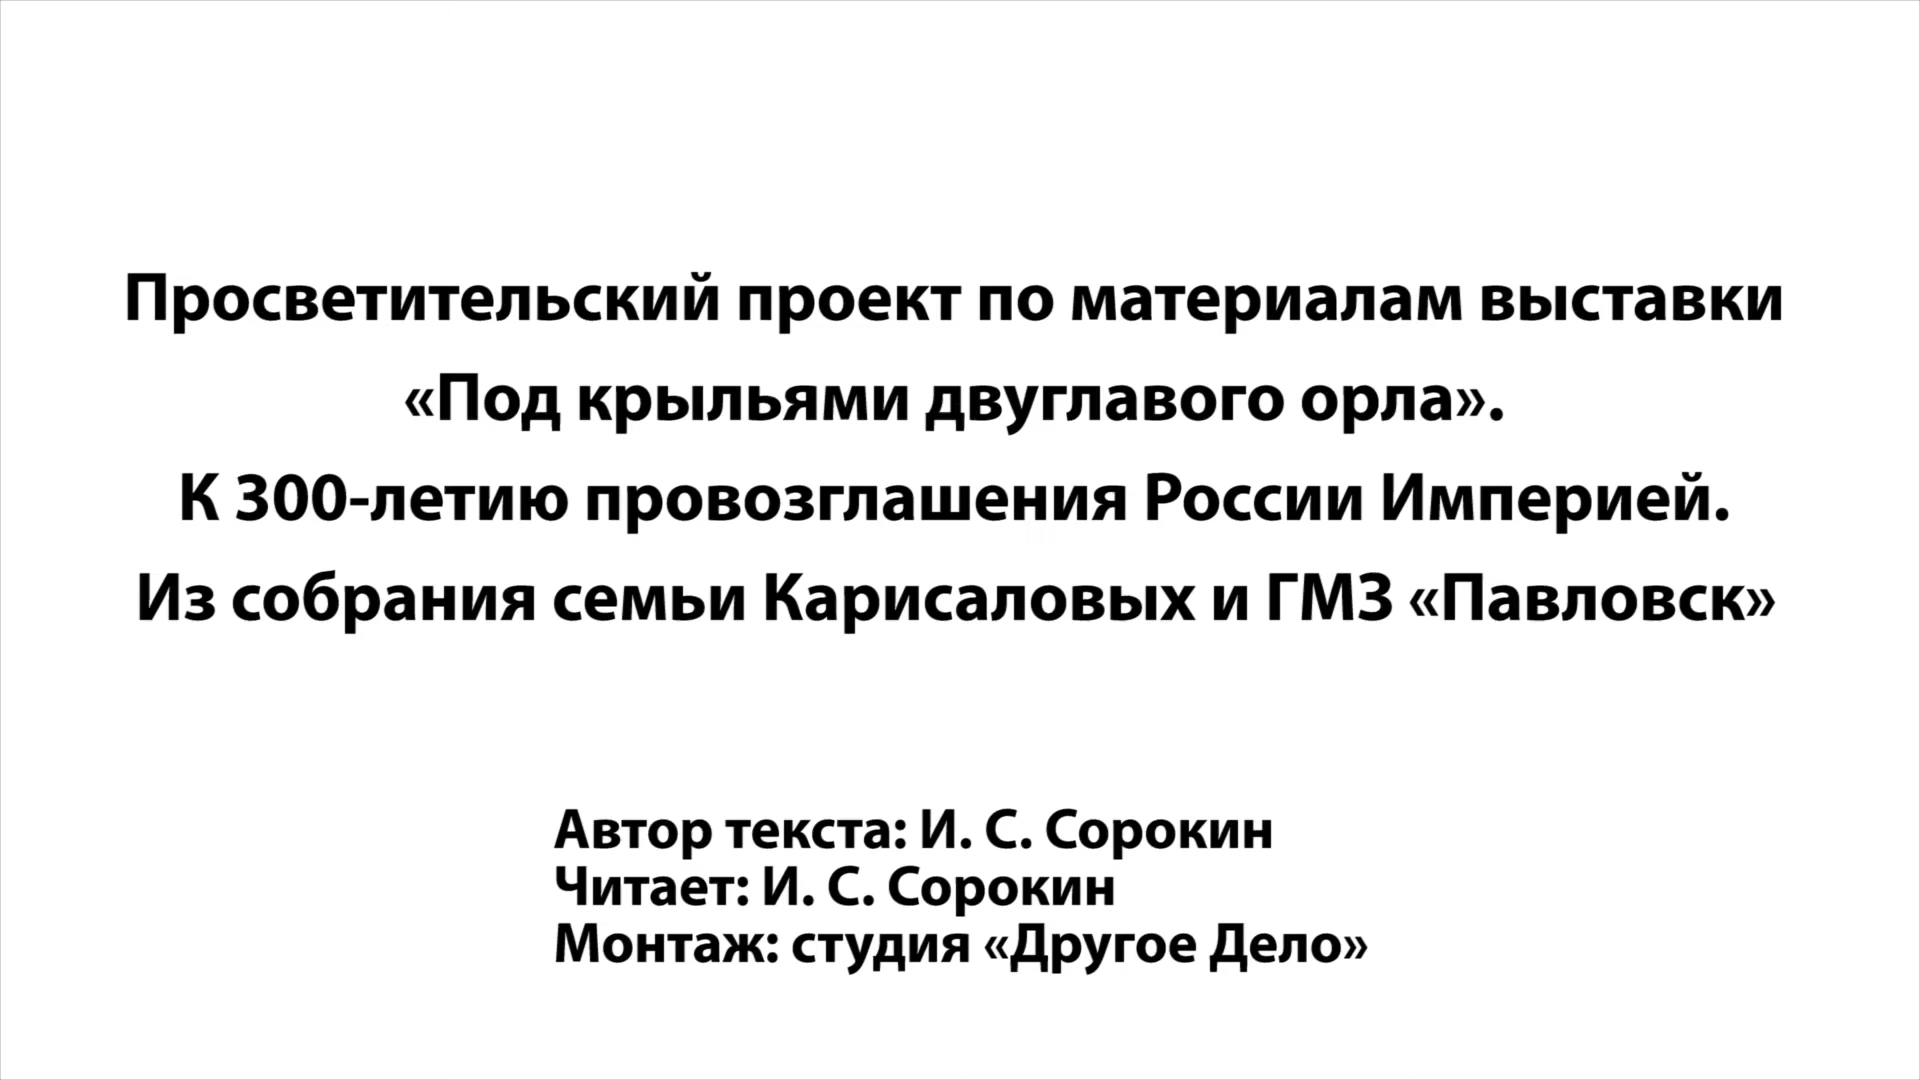 Просветительский проект по материалам выставки
«Под крыльями двуглавого орла».
К 300-летию провозглашения России Империей.
Из собрания семьи Карисаловых и ГМЗ «Павловск»
Автор текста: И. С. Сорокин
Читает: И. С. Сорокин
Монтаж: студия «Другое Дело»